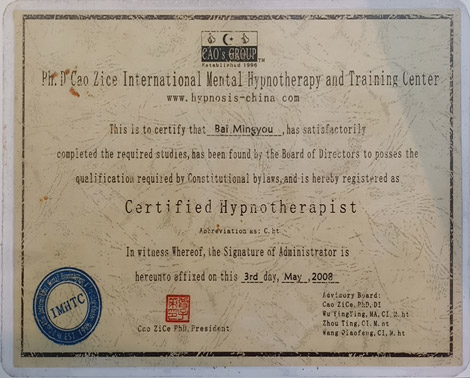 CAO's GROUP TM
Established 1996
Ph.D Cao Zice International Mental Hypnotherapy and Training Center
www.hypnosis-china com
This is to certify that Bai Mingyou ,has satisfactorily
completed the required studies, has been found by the Board of Directors to posses the
qualification required by Constitutional bylaws, and is hereby registered as
Certified Hypnotherapist
Abbreviation as: C.ht
In witness Whereof, the Signature of Administrator is
hereunto affixed on this 3rd day, May ,2008
IMHTC
Cao ZiCe PhD, President
Advisory Board:
Cao ZiCe, PhD, DI
Wu YingYing, MA, CI, M.ht
Zhou Ting, CI, M.ht
Wang Qiaofeng, CI, M.ht